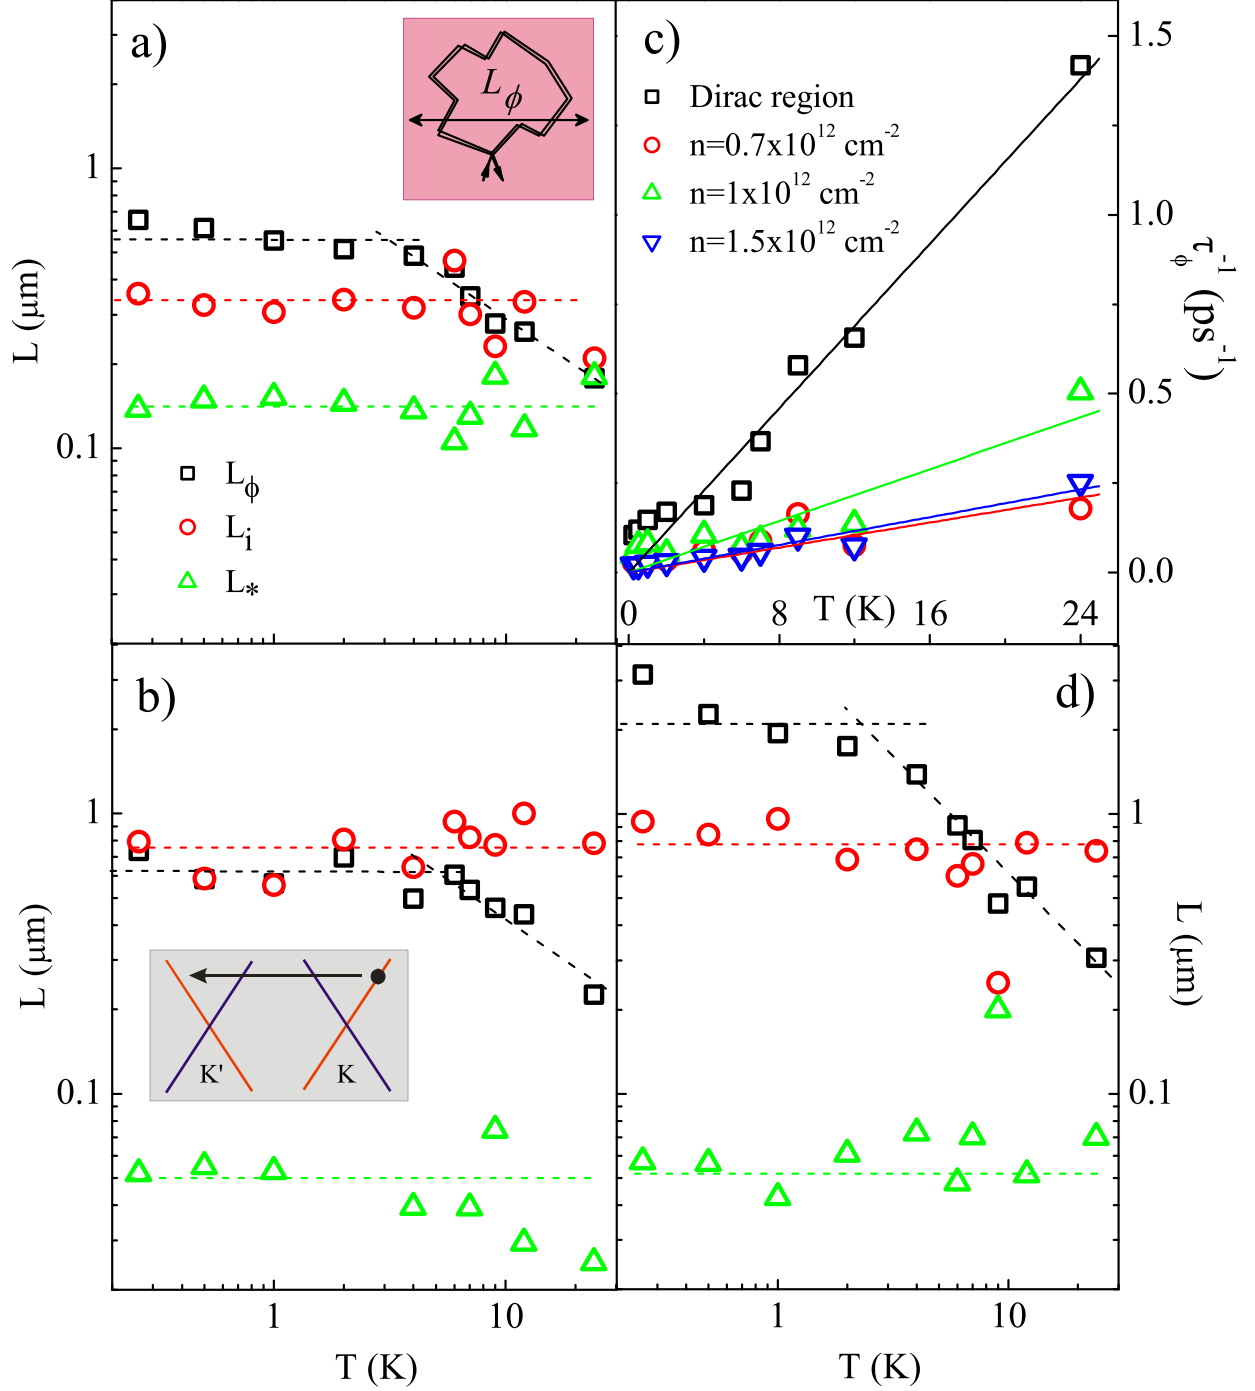 a)
L_ϕ
1
0.1
L (μm)
L_ϕ
L_i
L_*
c)
Dirac region
n=0.7x10^12 cm^-2
n=1x10^12 cm^-2
n=1.5x10^12 cm^-2
1.5
1.0
0.5
0.0
τ_ϕ^-1 (ps^-1)
0 8 T (K) 16 24
b)
1
0.1
L (μm)
K' K
1 10
T (K)
d)
1
0.1
L (μm)
1 10
T (K)